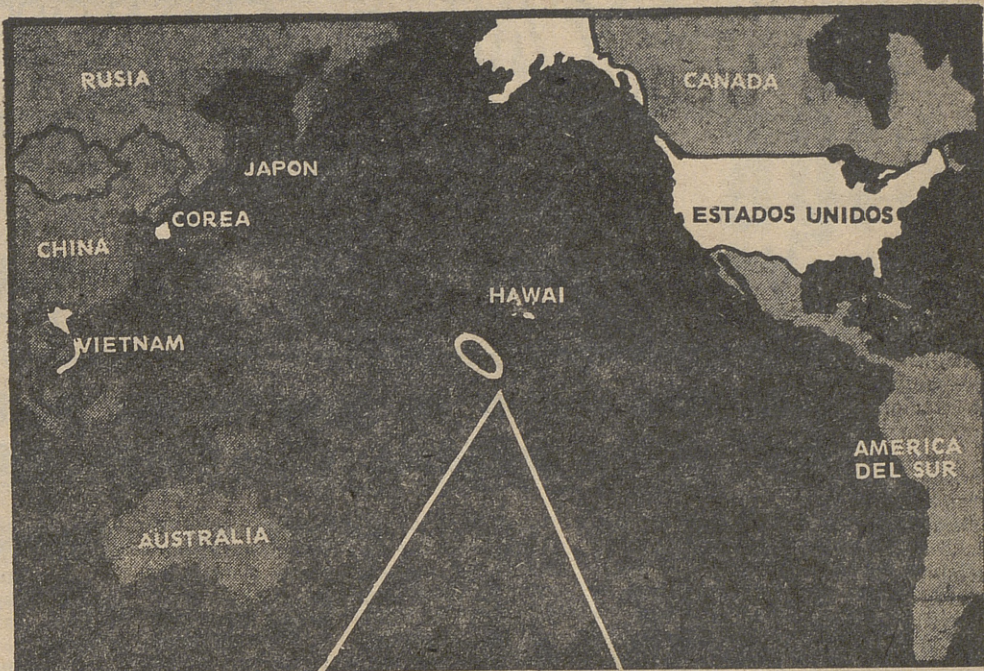 RUSIA
CANADA
JAPON
COREA
ESTADOS UNIDOS
CHINA
HAWAI
VIETNAM
AMERICA
DEL SUR
AUSTRALIA